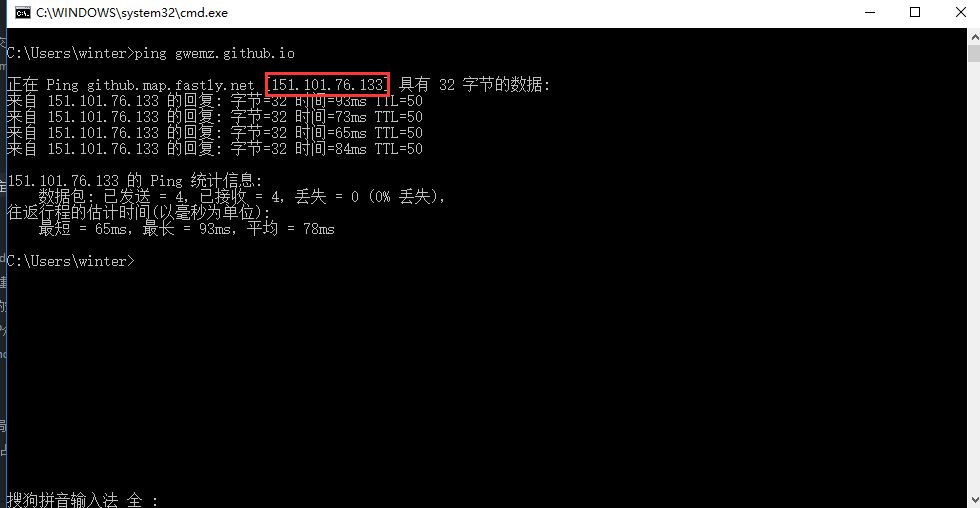 C:\WINDOWS\system32\cmd.exe
C:\Users\winter>ping gwemz.github.io
正在 Ping github.map.fastly.net [151.101.76.133] 具有 32 字节的数据:
来自 151.101.76.133 的回复: 字节=32 时间=93ms TTL=50
来自 151.101.76.133 的回复: 字节=32 时间=73ms TTL=50
来自 151.101.76.133 的回复: 字节=32 时间=65ms TTL=50
来自 151.101.76.133 的回复: 字节=32 时间=84ms TTL=50
151.101.76.133 的 Ping 统计信息:
数据包: 已发送 = 4，已接收 = 4，丢失 = 0 (0% 丢失)，
往返行程的估计时间(以毫秒为单位):
最短 = 65ms，最长 = 93ms，平均 = 78ms
C:\Users\winter>
搜狗拼音输入法 全 :